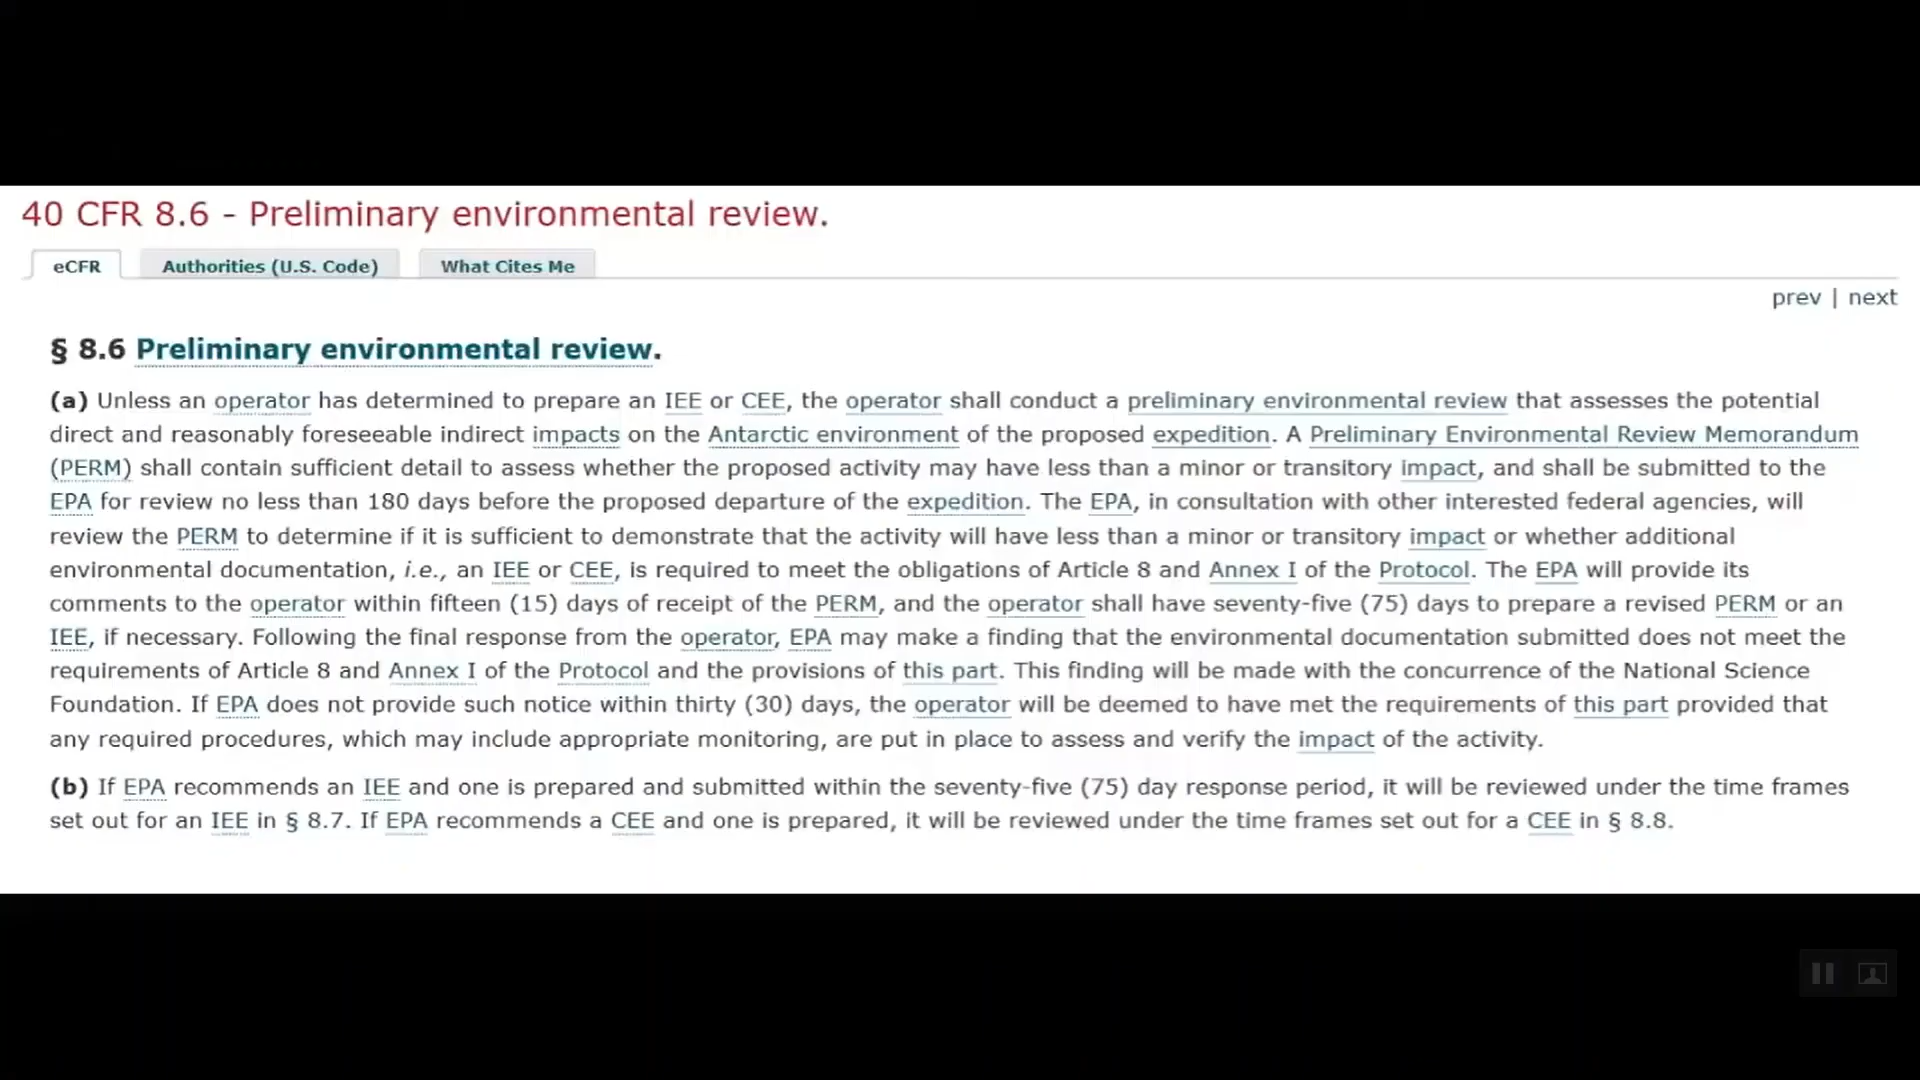 40 CFR 8.6 - Preliminary environmental review.
eCFR
Authorities (U.S. Code)
What Cites Me
prev | next
§ 8.6 Preliminary environmental review.
(a) Unless an operator has determined to prepare an IEE or CEE, the operator shall conduct a preliminary environmental review that assesses the potential
direct and reasonably foreseeable indirect impacts on the Antarctic environment of the proposed expedition. A Preliminary Environmental Review Memorandum
(PERM) shall contain sufficient detail to assess whether the proposed activity may have less than a minor or transitory impact, and shall be submitted to the
EPA for review no less than 180 days before the proposed departure of the expedition. The EPA, in consultation with other interested federal agencies, will
review the PERM to determine if it is sufficient to demonstrate that the activity will have less than a minor or transitory impact or whether additional
environmental documentation, i.e., an IEE or CEE, is required to meet the obligations of Article 8 and Annex I of the Protocol. The EPA will provide its
comments to the operator within fifteen (15) days of receipt of the PERM, and the operator shall have seventy-five (75) days to prepare a revised PERM or an
IEE, if necessary. Following the final response from the operator, EPA may make a finding that the environmental documentation submitted does not meet the
requirements of Article 8 and Annex I of the Protocol and the provisions of this part. This finding will be made with the concurrence of the National Science
Foundation. If EPA does not provide such notice within thirty (30) days, the operator will be deemed to have met the requirements of this part provided that
any required procedures, which may include appropriate monitoring, are put in place to assess and verify the impact of the activity.
(b) If EPA recommends an IEE and one is prepared and submitted within the seventy-five (75) day response period, it will be reviewed under the time frames
set out for an IEE in § 8.7. If EPA recommends a CEE and one is prepared, it will be reviewed under the time frames set out for a CEE in § 8.8.